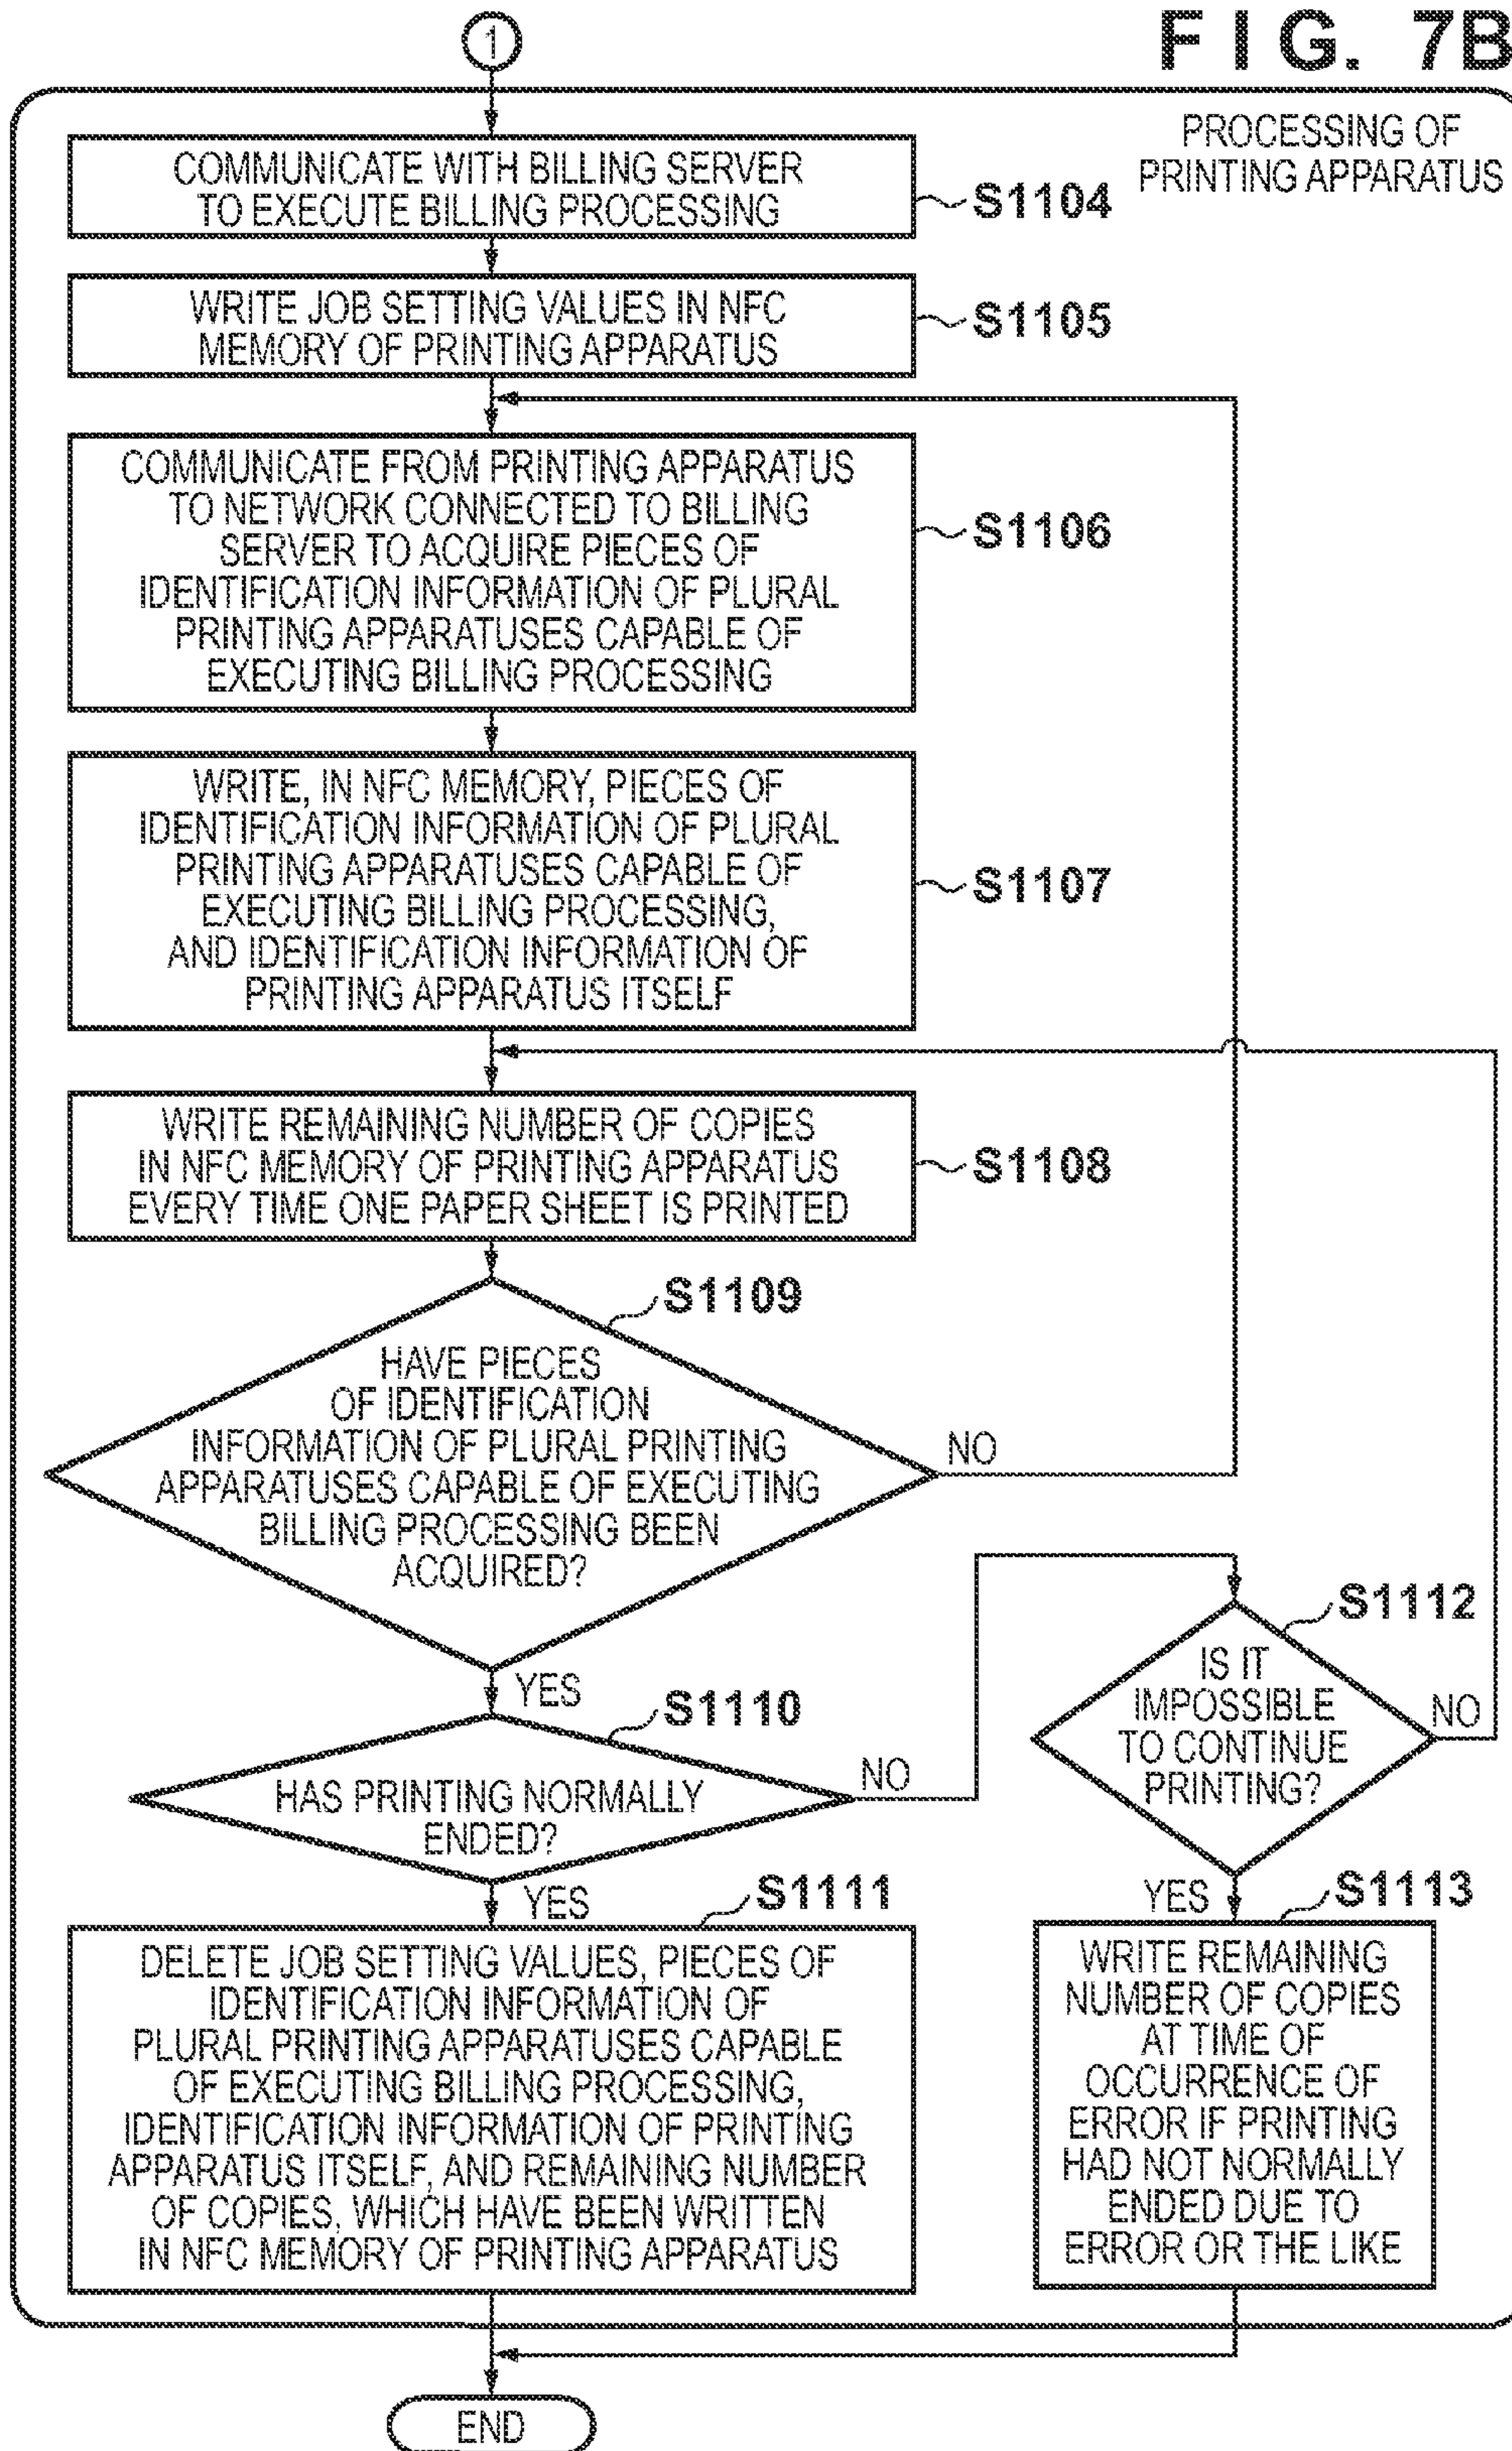 1
F I G. 7B
PROCESSING OF
PRINTING APPARATUS
COMMUNICATE WITH BILLING SERVER
TO EXECUTE BILLING PROCESSING
S1104
WRITE JOB SETTING VALUES IN NFC
MEMORY OF PRINTING APPARATUS
S1105
COMMUNICATE FROM PRINTING APPARATUS
TO NETWORK CONNECTED TO BILLING
SERVER TO ACQUIRE PIECES OF
IDENTIFICATION INFORMATION OF PLURAL
PRINTING APPARATUSES CAPABLE OF
EXECUTING BILLING PROCESSING
S1106
WRITE, IN NFC MEMORY, PIECES OF
IDENTIFICATION INFORMATION OF PLURAL
PRINTING APPARATUSES CAPABLE OF
EXECUTING BILLING PROCESSING,
AND IDENTIFICATION INFORMATION OF
PRINTING APPARATUS ITSELF
S1107
WRITE REMAINING NUMBER OF COPIES
IN NFC MEMORY OF PRINTING APPARATUS
EVERY TIME ONE PAPER SHEET IS PRINTED
S1108
S1109
HAVE PIECES
OF IDENTIFICATION
INFORMATION OF PLURAL PRINTING
APPARATUSES CAPABLE OF EXECUTING
BILLING PROCESSING BEEN
ACQUIRED?
NO
YES
S1110
HAS PRINTING NORMALLY
ENDED?
NO
YES
S1112
IS IT
IMPOSSIBLE
TO CONTINUE
PRINTING?
NO
YES
S1111
DELETE JOB SETTING VALUES, PIECES OF
IDENTIFICATION INFORMATION OF
PLURAL PRINTING APPARATUSES CAPABLE
OF EXECUTING BILLING PROCESSING,
IDENTIFICATION INFORMATION OF PRINTING
APPARATUS ITSELF, AND REMAINING NUMBER
OF COPIES, WHICH HAVE BEEN WRITTEN
IN NFC MEMORY OF PRINTING APPARATUS
S1113
WRITE REMAINING
NUMBER OF COPIES
AT TIME OF
OCCURRENCE OF
ERROR IF PRINTING
HAD NOT NORMALLY
ENDED DUE TO
ERROR OR THE LIKE
END